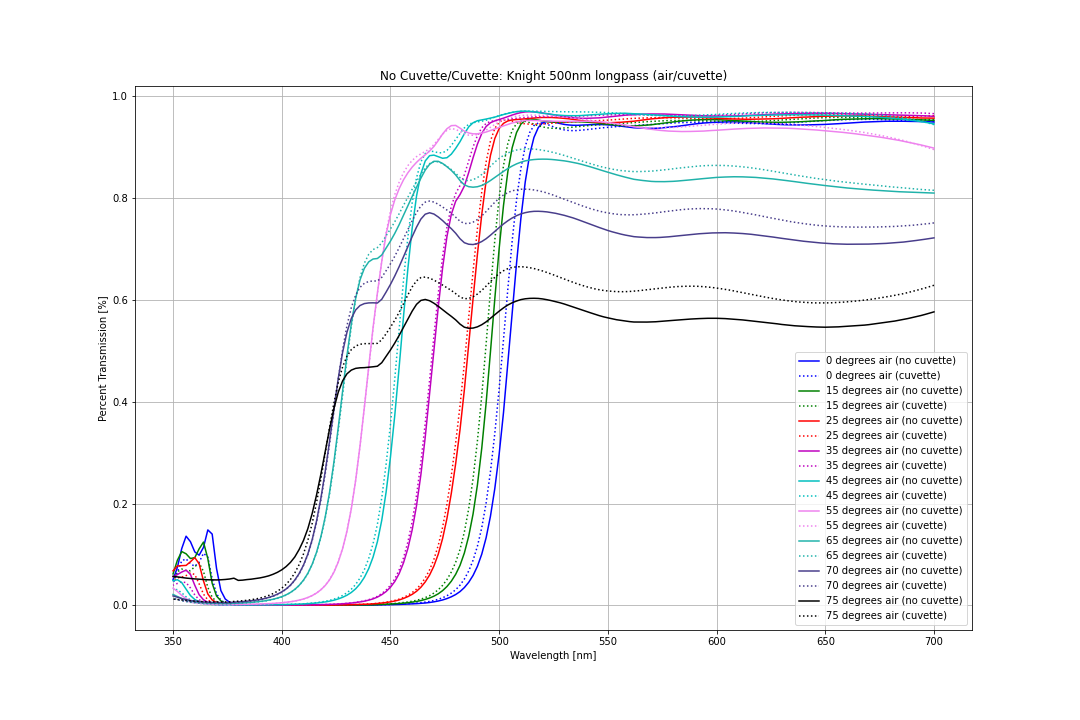 No Cuvette/Cuvette: Knight 500nm longpass (air/cuvette)
1.0
0.8
0.6
0.4
0.2
0.0
Percent Transmission [%]
350
400
450
500
550
600
650
700
Wavelength [nm]
0 degrees air (no cuvette)
0 degrees air (cuvette)
15 degrees air (no cuvette)
15 degrees air (cuvette)
25 degrees air (no cuvette)
25 degrees air (cuvette)
35 degrees air (no cuvette)
35 degrees air (cuvette)
45 degrees air (no cuvette)
45 degrees air (cuvette)
55 degrees air (no cuvette)
55 degrees air (cuvette)
65 degrees air (no cuvette)
65 degrees air (cuvette)
70 degrees air (no cuvette)
70 degrees air (cuvette)
75 degrees air (no cuvette)
75 degrees air (cuvette)